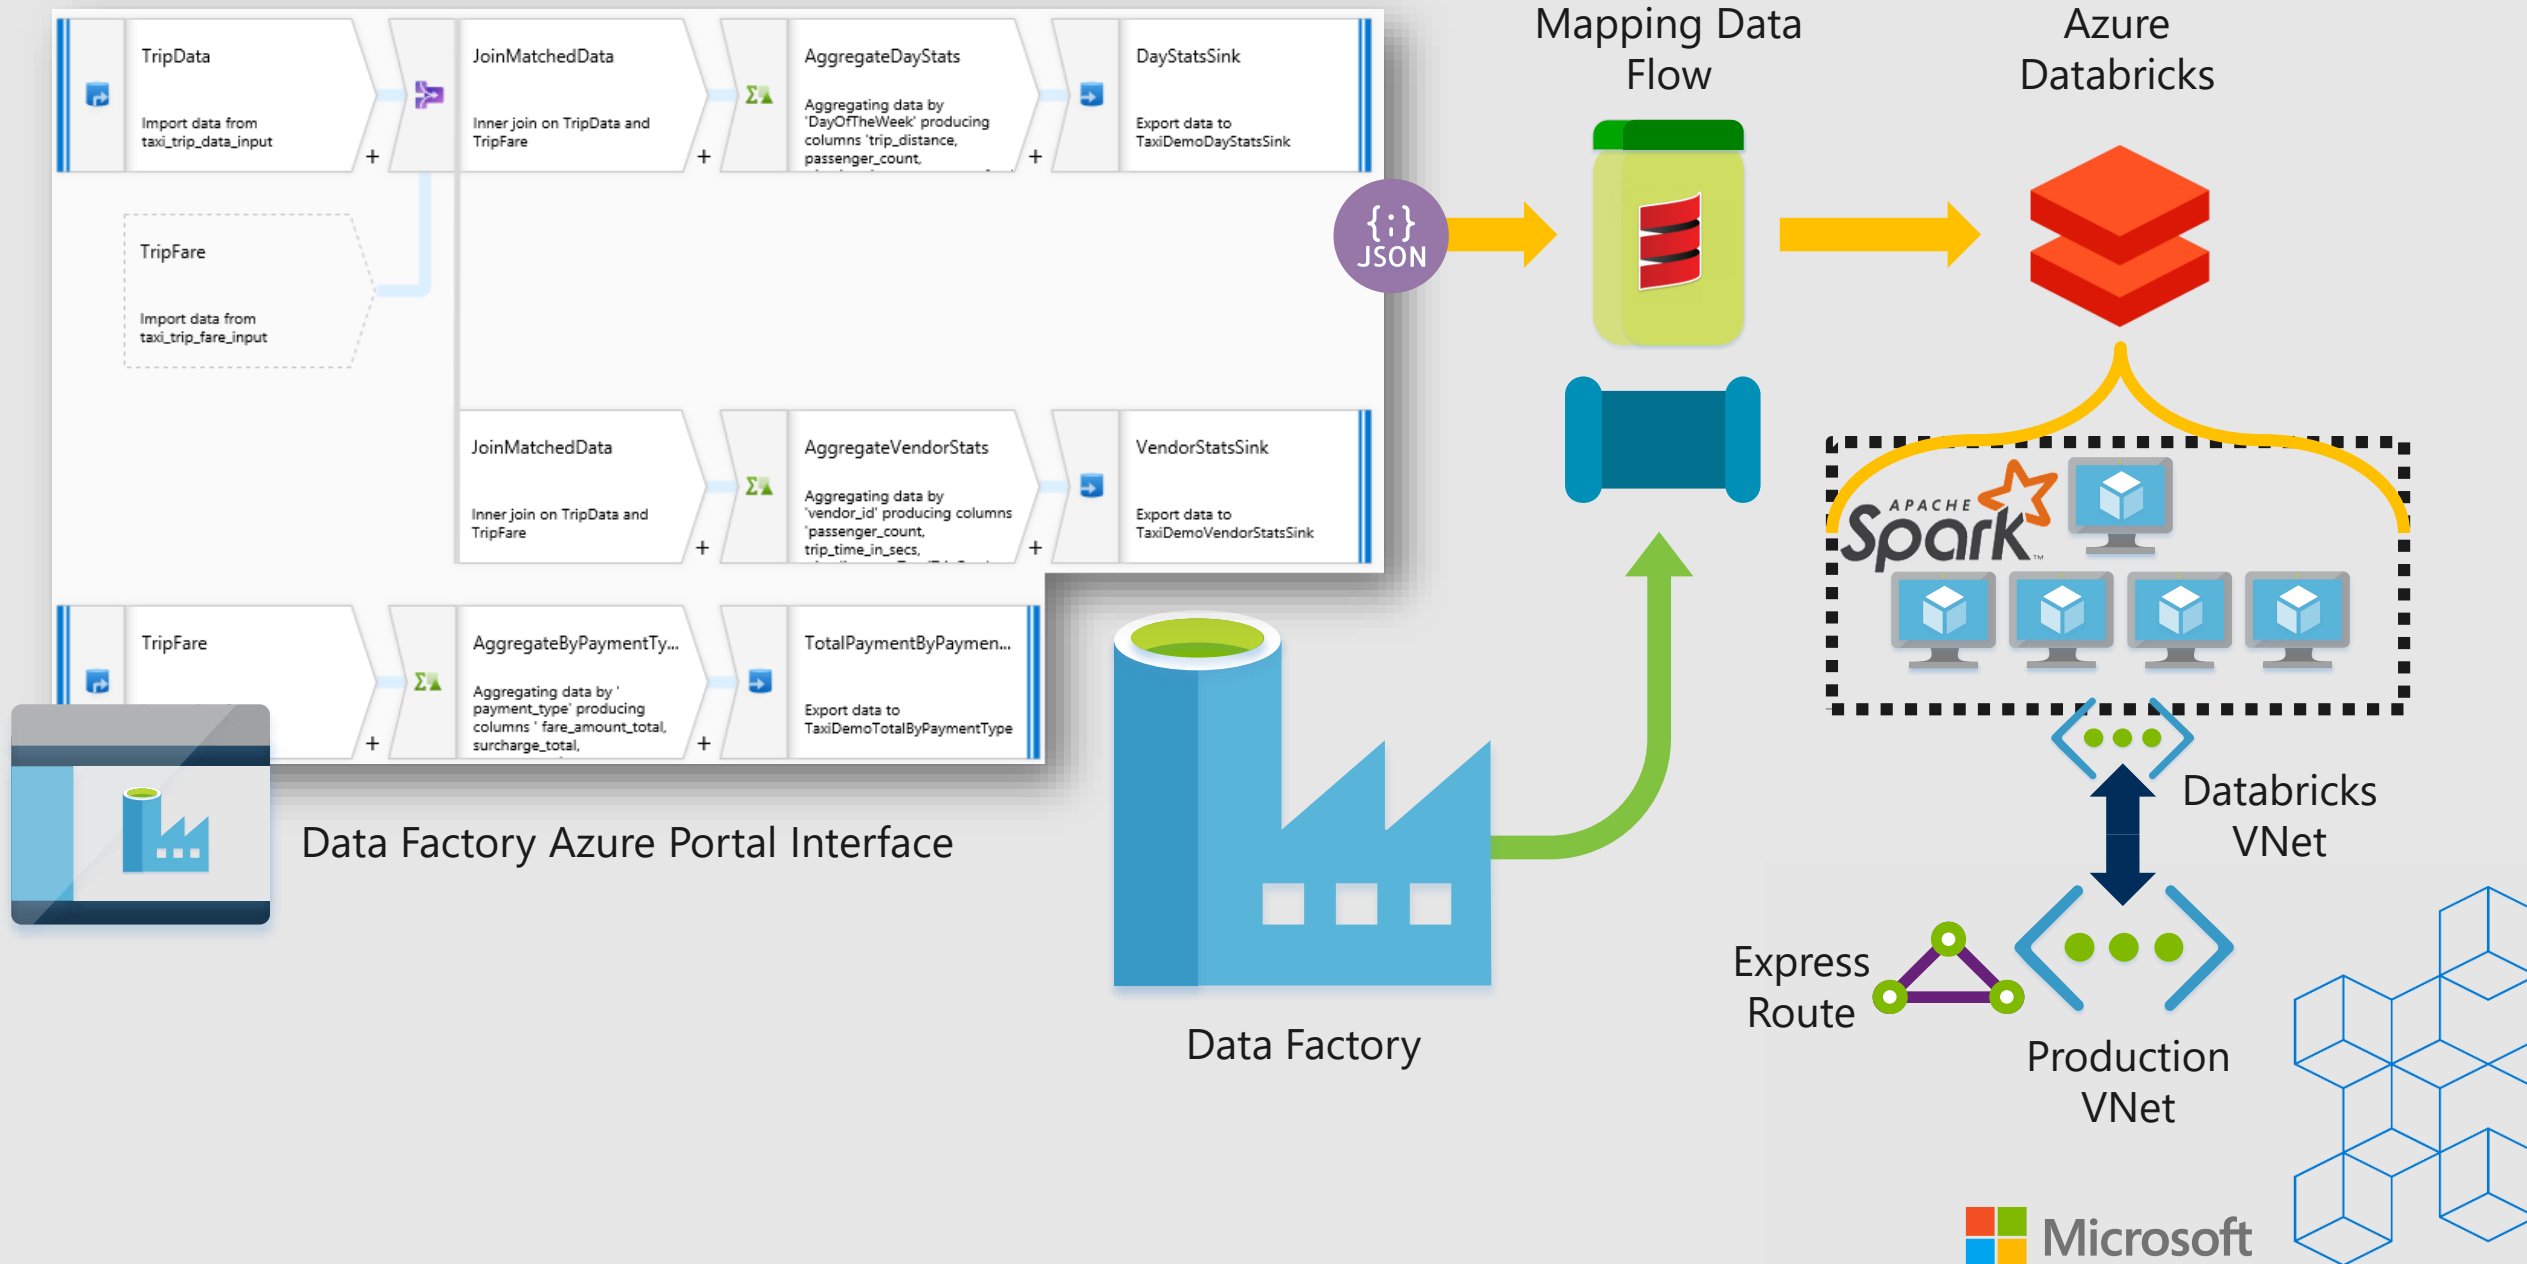 TripData
Import data from
taxi_trip_data_input
+
JoinMatchedData
Inner join on TripData and
TripFare
+
AggregateDayStats
Aggregating data by
'DayOfTheWeek' producing
columns 'trip_distance,
passenger_count,
+
DayStatsSink
Export data to
TaxiDemoDayStatsSink
TripFare
Import data from
taxi_trip_fare_input
JoinMatchedData
Inner join on TripData and
TripFare
+
AggregateVendorStats
Aggregating data by
'vendor_id' producing columns
'passenger_count,
trip_time_in_secs,
+
VendorStatsSink
Export data to
TaxiDemoVendorStatsSink
TripFare
+
AggregateByPaymentTy...
Aggregating data by '
payment_type' producing
columns ' fare_amount_total,
surcharge_total,
+
TotalPaymentByPaymen...
Export data to
TaxiDemoTotalByPaymentType
Data Factory Azure Portal Interface
{;}
JSON
Mapping Data
Flow
Azure
Databricks
APACHE
Spark
TM
Data Factory
Databricks
VNet
Express
Route
Production
VNet
Microsoft